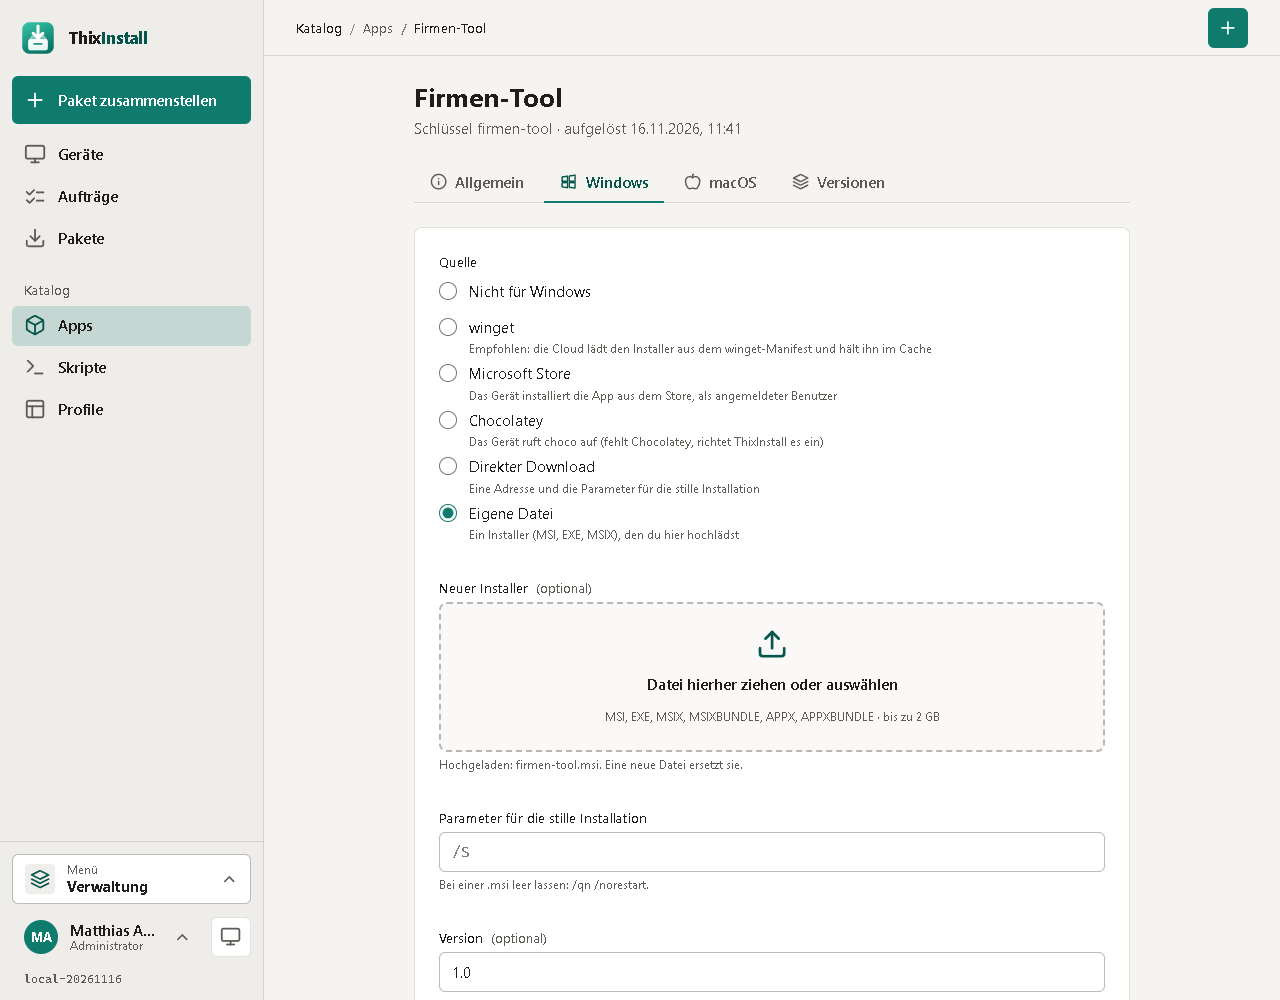 ThixInstall
Paket zusammenstellen
Geräte
Aufträge
Pakete
Katalog
Apps
Skripte
Profile
Menü
Verwaltung
MA
Matthias A...
Administrator
local-20261116
Katalog / Apps / Firmen-Tool
Firmen-Tool
Schlüssel firmen-tool · aufgelöst 16.11.2026, 11:41
Allgemein
Windows
macOS
Versionen
Quelle
Nicht für Windows
winget
Empfohlen: die Cloud lädt den Installer aus dem winget-Manifest und hält ihn im Cache
Microsoft Store
Das Gerät installiert die App aus dem Store, als angemeldeter Benutzer
Chocolatey
Das Gerät ruft choco auf (fehlt Chocolatey, richtet ThixInstall es ein)
Direkter Download
Eine Adresse und die Parameter für die stille Installation
Eigene Datei
Ein Installer (MSI, EXE, MSIX), den du hier hochlädst
Neuer Installer (optional)
Datei hierher ziehen oder auswählen
MSI, EXE, MSIX, MSIXBUNDLE, APPX, APPXBUNDLE · bis zu 2 GB
Hochgeladen: firmen-tool.msi. Eine neue Datei ersetzt sie.
Parameter für die stille Installation
/S
Bei einer .msi leer lassen: /qn /norestart.
Version (optional)
1.0